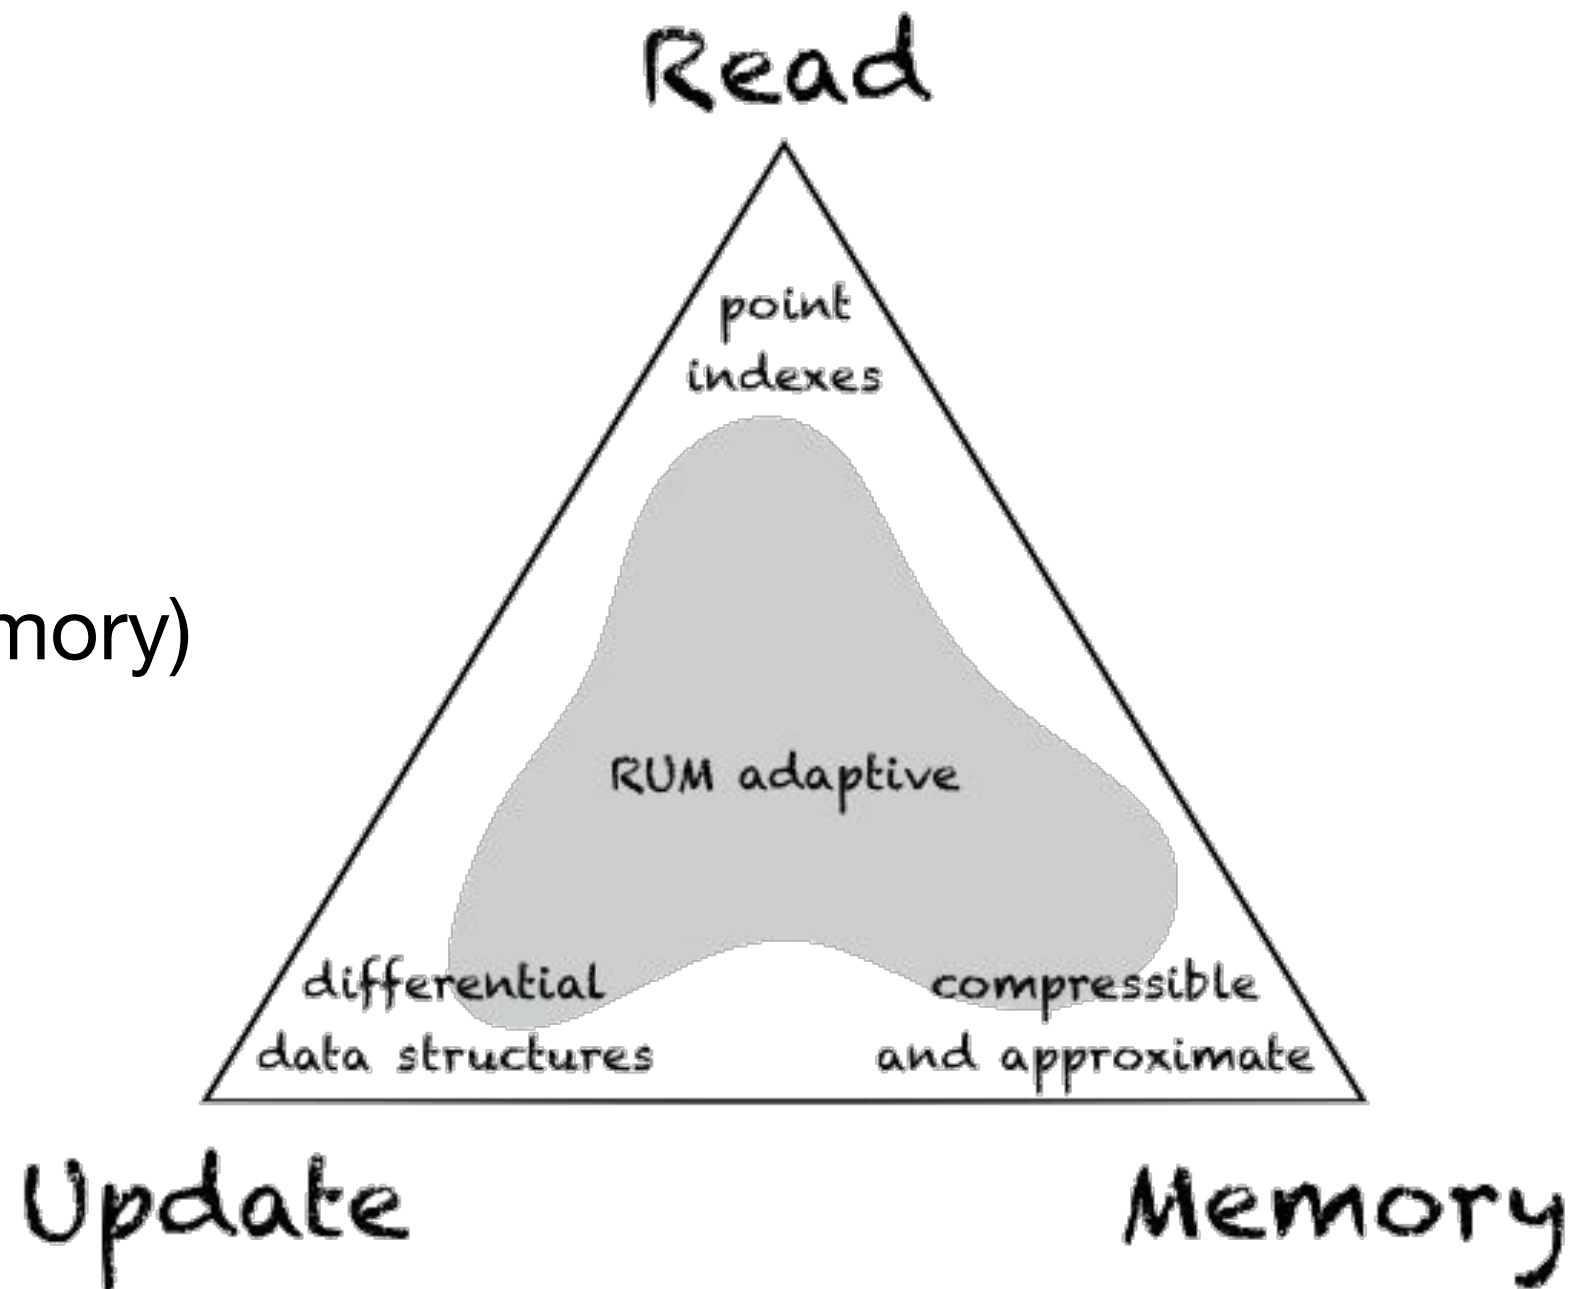 Read
point
indexes
mory)
RUM adaptive
differential
data structures
compressible
and approximate
Update
Memory